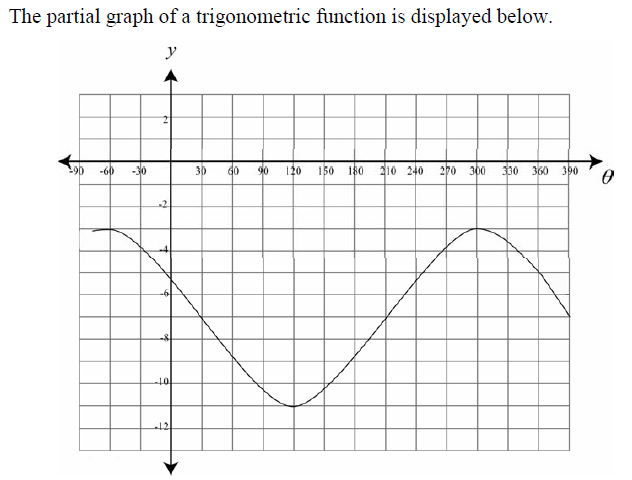 The partial graph of a trigonometric function is displayed below.
y
2
-90 -60 -30 30 60 90 120 150 180 210 240 270 300 330 360 390
θ
-2
-4
-6
-8
-10
-12